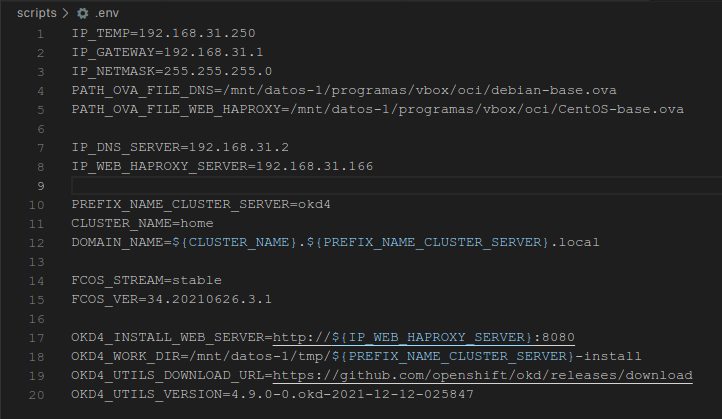 scripts > .env
1 IP_TEMP=192.168.31.250
2 IP_GATEWAY=192.168.31.1
3 IP_NETMASK=255.255.255.0
4 PATH_OVA_FILE_DNS=/mnt/datos-1/programas/vbox/oci/debian-base.ova
5 PATH_OVA_FILE_WEB_HAPROXY=/mnt/datos-1/programas/vbox/oci/CentOS-base.ova
6
7 IP_DNS_SERVER=192.168.31.2
8 IP_WEB_HAPROXY_SERVER=192.168.31.166
9
10 PREFIX_NAME_CLUSTER_SERVER=okd4
11 CLUSTER_NAME=home
12 DOMAIN_NAME=${CLUSTER_NAME}.${PREFIX_NAME_CLUSTER_SERVER}.local
13
14 FCOS_STREAM=stable
15 FCOS_VER=34.20210626.3.1
16
17 OKD4_INSTALL_WEB_SERVER=http://${IP_WEB_HAPROXY_SERVER}:8080
18 OKD4_WORK_DIR=/mnt/datos-1/tmp/${PREFIX_NAME_CLUSTER_SERVER}-install
19 OKD4_UTILS_DOWNLOAD_URL=https://github.com/openshift/okd/releases/download
20 OKD4_UTILS_VERSION=4.9.0-0.okd-2021-12-12-025847